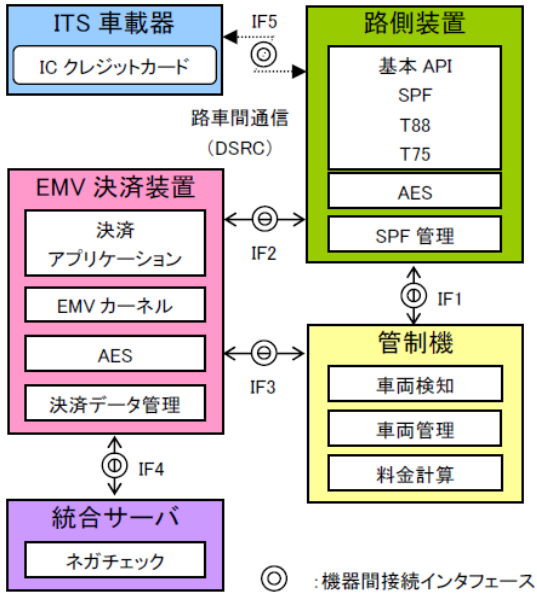 ITS 車載器
IC クレジットカード
IF5
路車間通信
(DSRC)
路側装置
基本 API
SPF
T88
T75
AES
SPF 管理
EMV 決済装置
決済
アプリケーション
EMV カーネル
AES
決済データ管理
IF2
IF1
IF3
管制機
車両検知
車両管理
料金計算
IF4
統合サーバ
ネガチェック
:機器間接続インタフェース